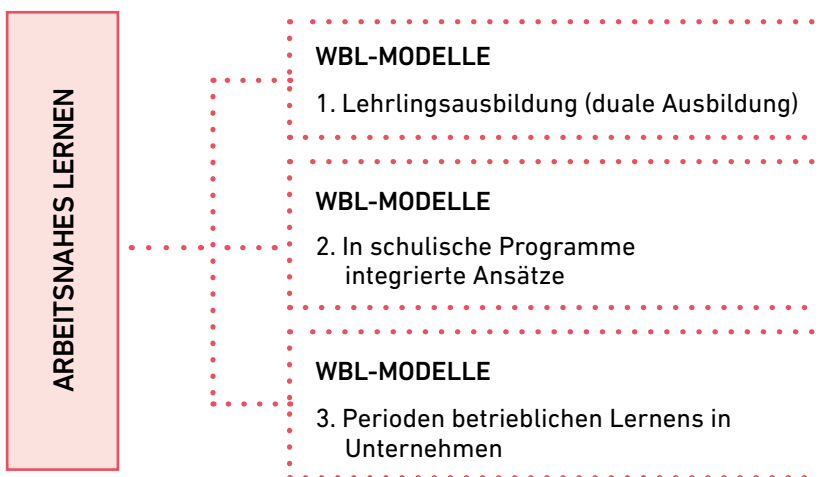 ARBEITSNAHES LERNEN
WBL-MODELLE
1. Lehrlingsausbildung (duale Ausbildung)
WBL-MODELLE
2. In schulische Programme
integrierte Ansätze
WBL-MODELLE
3. Perioden betrieblichen Lernens in
Unternehmen